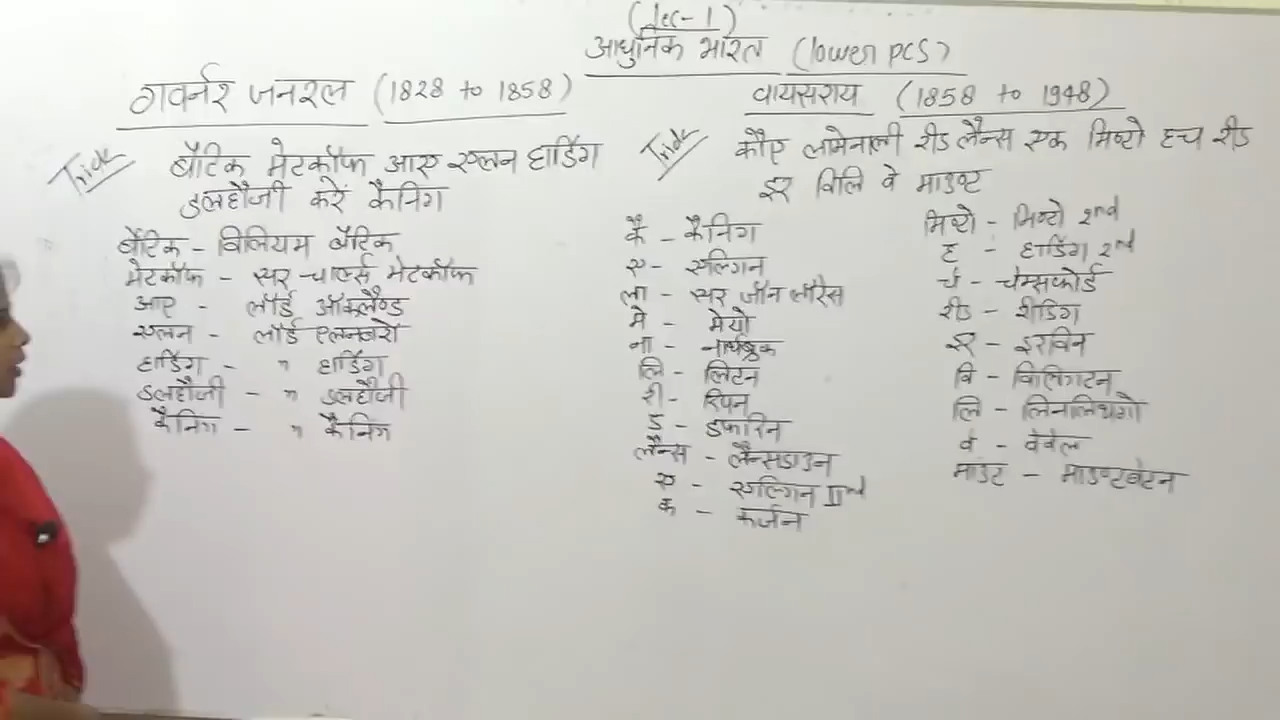 (Lec-1)
आधुनिक भारत (lower PCS)
गवर्नर जनरल (1828 to 1858)
Trick
बैंटिक मेटकॉफ आए एलन हार्डिंग
डलहौजी करें कैनिंग
बैंटिक - विलियम बैंटिक
मेटकॉफ - सर चार्ल्स मेटकॉफ
आए - लॉर्ड ऑकलैण्ड
एलन - लॉर्ड एलनबरो
हार्डिंग - " हार्डिंग
डलहौजी - " डलहौजी
कैनिंग - " कैनिंग
वायसराय (1858 to 1948)
Trick
कैए लामेनाली रीड लैन्स एक मिण्टो हच रीड
इर विलि वे माउण्ट
कै - कैनिंग
ए - एल्गिन
ला - सर जॉन लॉरेंस
मे - मेयो
ना - नार्थब्रुक
लि - लिटन
री - रिपन
ड - डफरिन
लैन्स - लैन्सडाउन
ए - एल्गिन IInd
क - कर्जन
मिण्टो - मिण्टो 2nd
ह - हार्डिंग 2nd
च - चेम्सफोर्ड
रीड - रीडिंग
इर - इरविन
वि - विलिंगटन
लि - लिनलिथगो
वे - वेवेल
माउंट - माउण्टबेटन